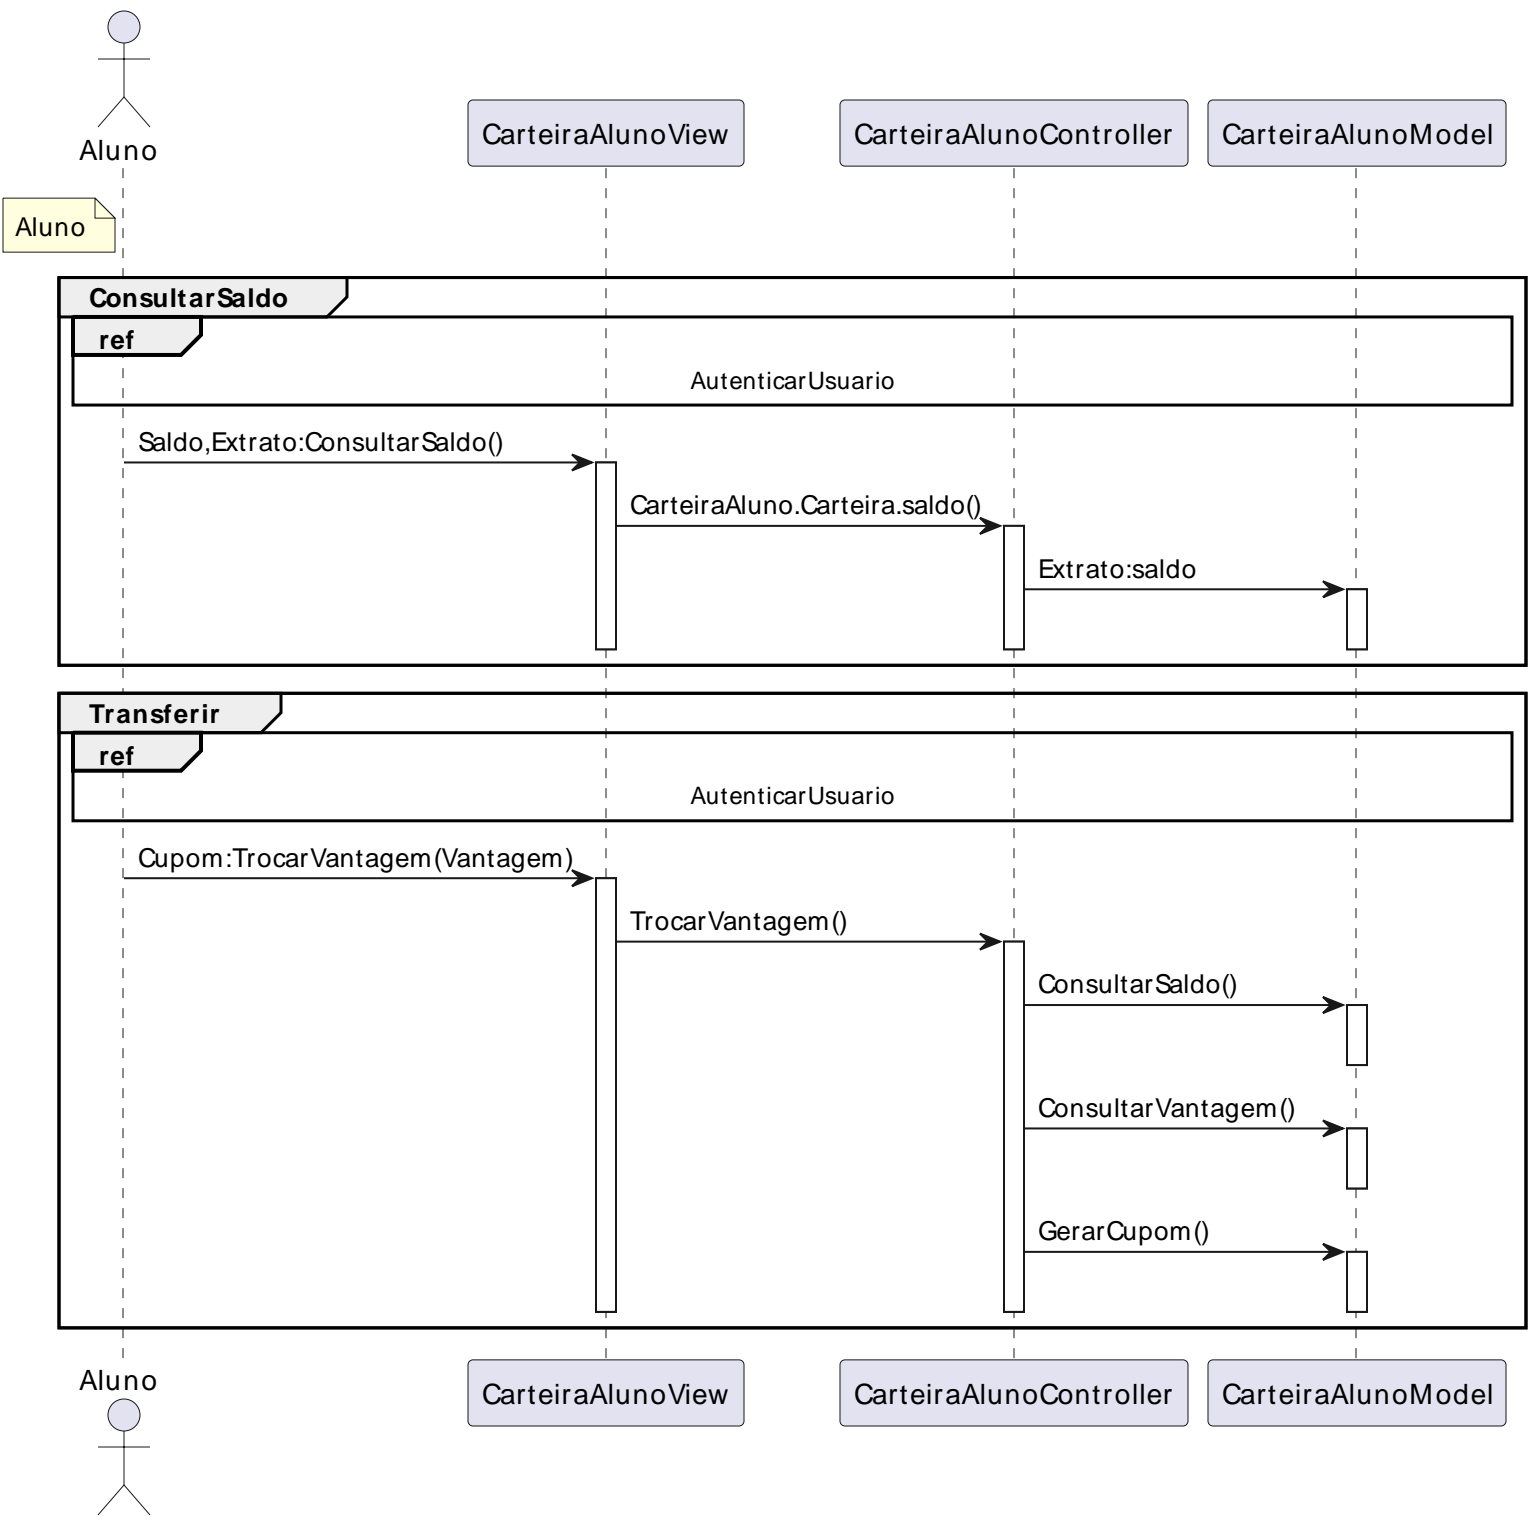 Aluno
CarteiraAlunoView
CarteiraAlunoController
CarteiraAlunoModel
Aluno
ConsultarSaldo
ref
AutenticarUsuario
Saldo,Extrato:ConsultarSaldo()
CarteiraAluno.Carteira.saldo()
Extrato:saldo
Transferir
ref
AutenticarUsuario
Cupom:TrocarVantagem(Vantagem)
TrocarVantagem()
ConsultarSaldo()
ConsultarVantagem()
GerarCupom()
Aluno
CarteiraAlunoView
CarteiraAlunoController
CarteiraAlunoModel